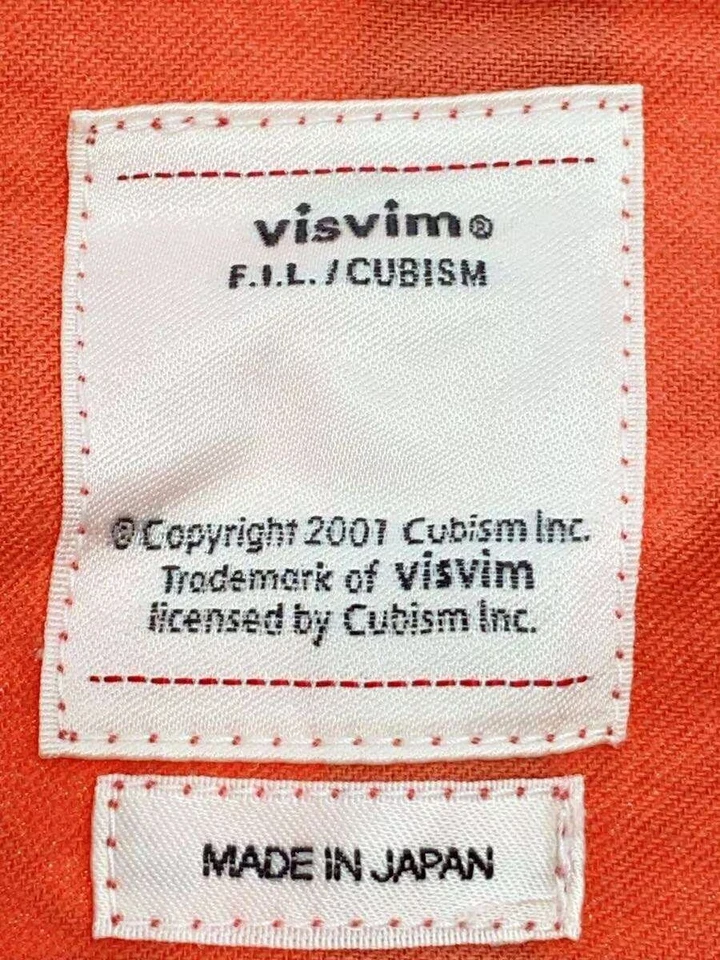 visvim®
F.I.L. / CUBISM
® Copyright 2001 Cubism Inc.
Trademark of visvim
licensed by Cubism Inc.
MADE IN JAPAN